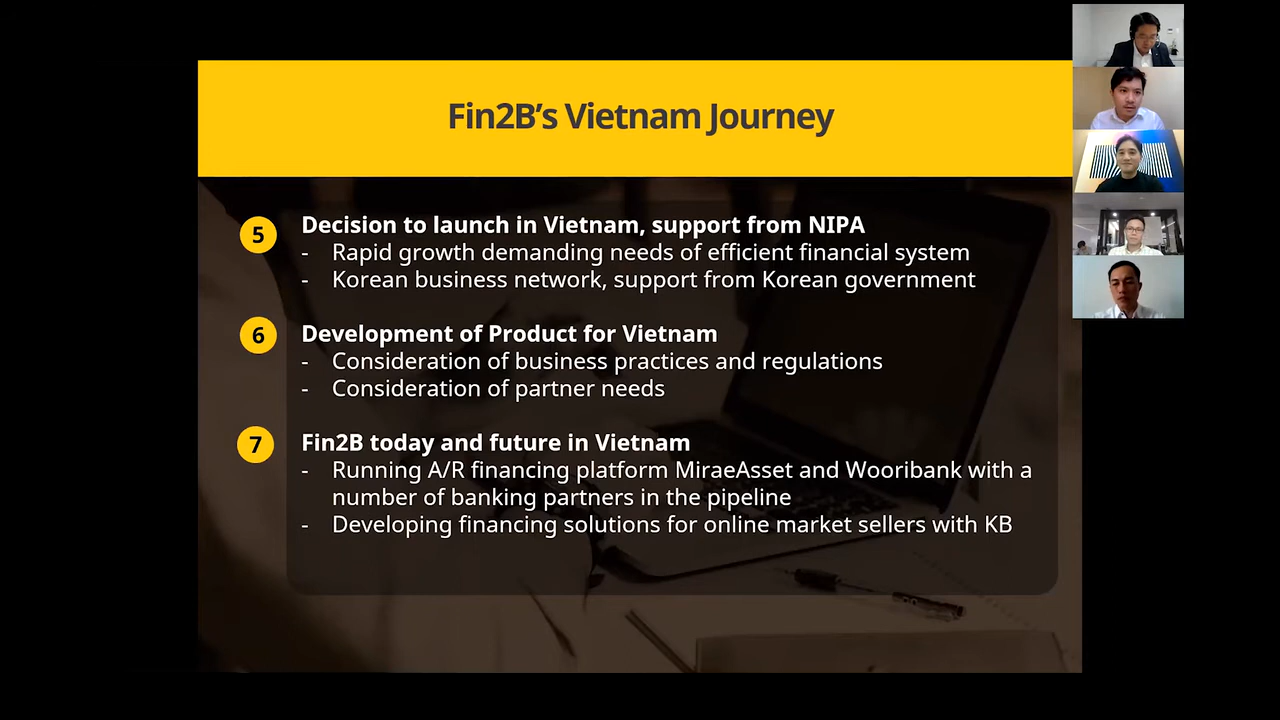 Fin2B’s Vietnam Journey
5
Decision to launch in Vietnam, support from NIPA
- Rapid growth demanding needs of efficient financial system
- Korean business network, support from Korean government
6
Development of Product for Vietnam
- Consideration of business practices and regulations
- Consideration of partner needs
7
Fin2B today and future in Vietnam
- Running A/R financing platform MiraeAsset and Wooribank with a
number of banking partners in the pipeline
- Developing financing solutions for online market sellers with KB